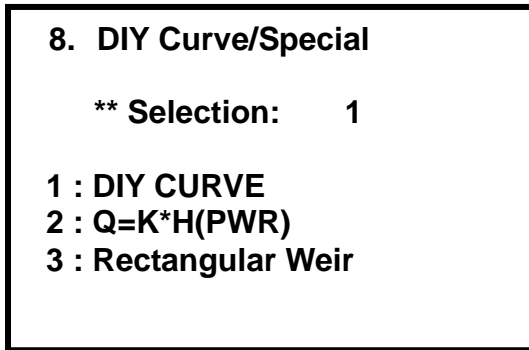 8. DIY Curve/Special
** Selection: 1
1 : DIY CURVE
2 : Q=K*H(PWR)
3 : Rectangular Weir